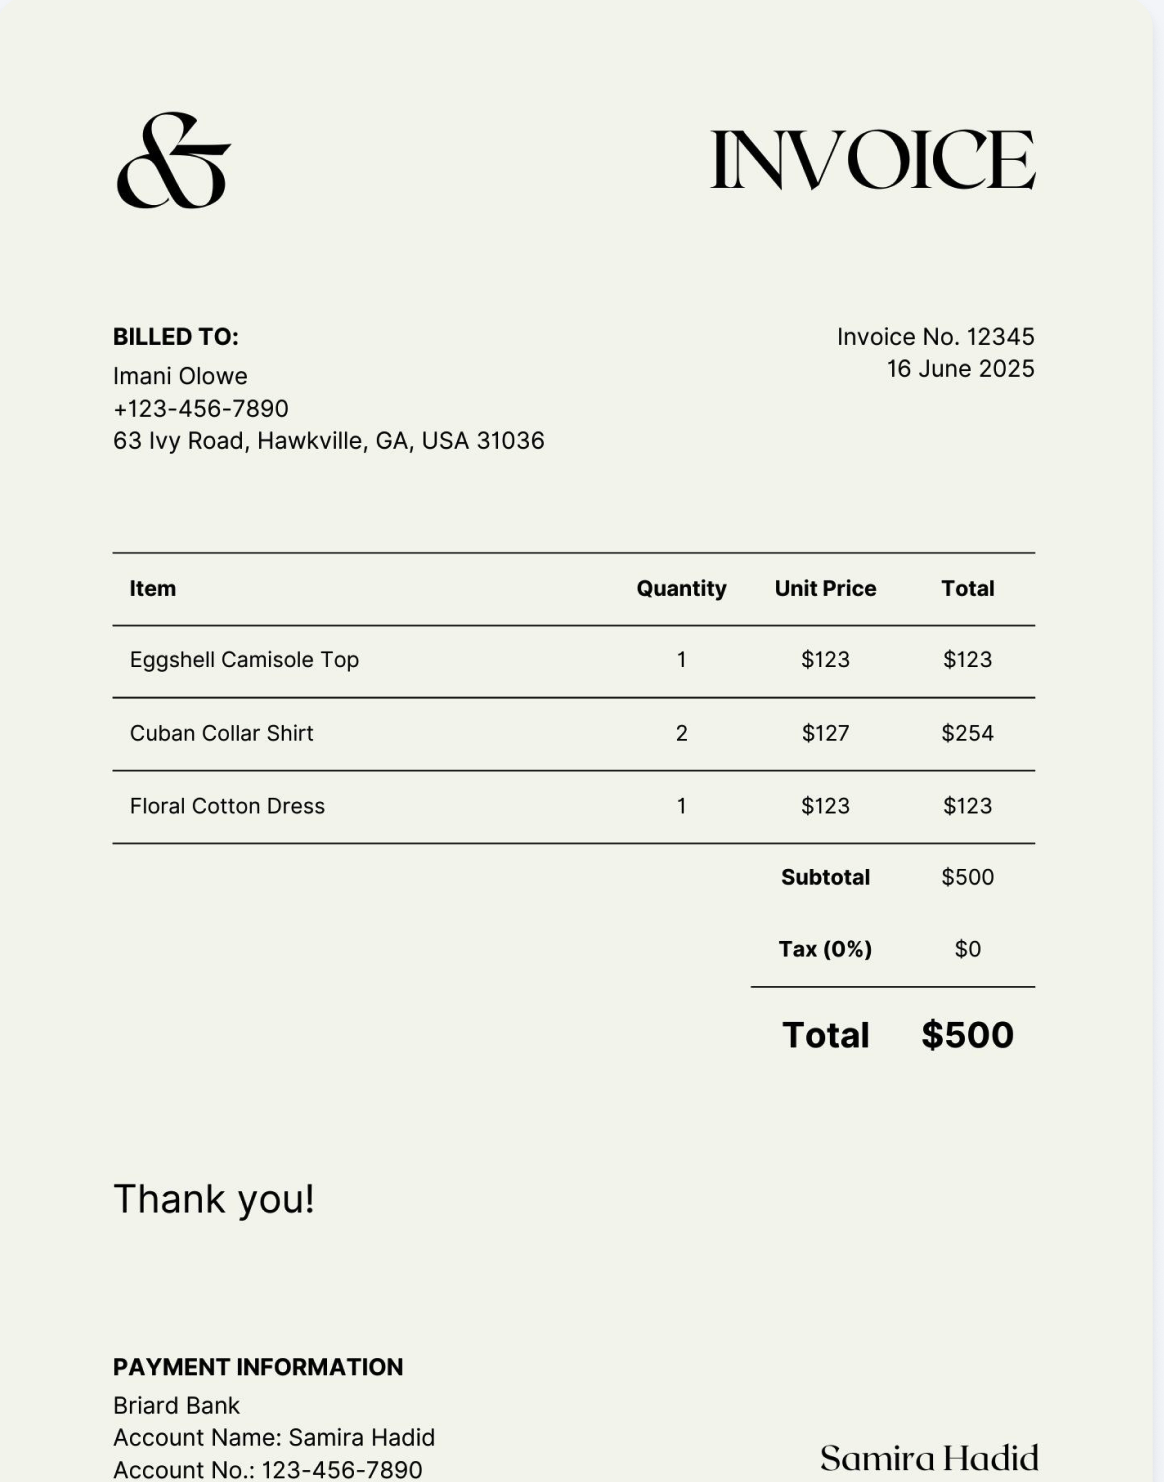 &
INVOICE
BILLED TO:
Imani Olowe
+123-456-7890
63 Ivy Road, Hawkville, GA, USA 31036
Invoice No. 12345
16 June 2025
Item Quantity Unit Price Total
Eggshell Camisole Top 1 $123 $123
Cuban Collar Shirt 2 $127 $254
Floral Cotton Dress 1 $123 $123
Subtotal $500
Tax (0%) $0
Total $500
Thank you!
PAYMENT INFORMATION
Briard Bank
Account Name: Samira Hadid
Account No.: 123-456-7890
Samira Hadid